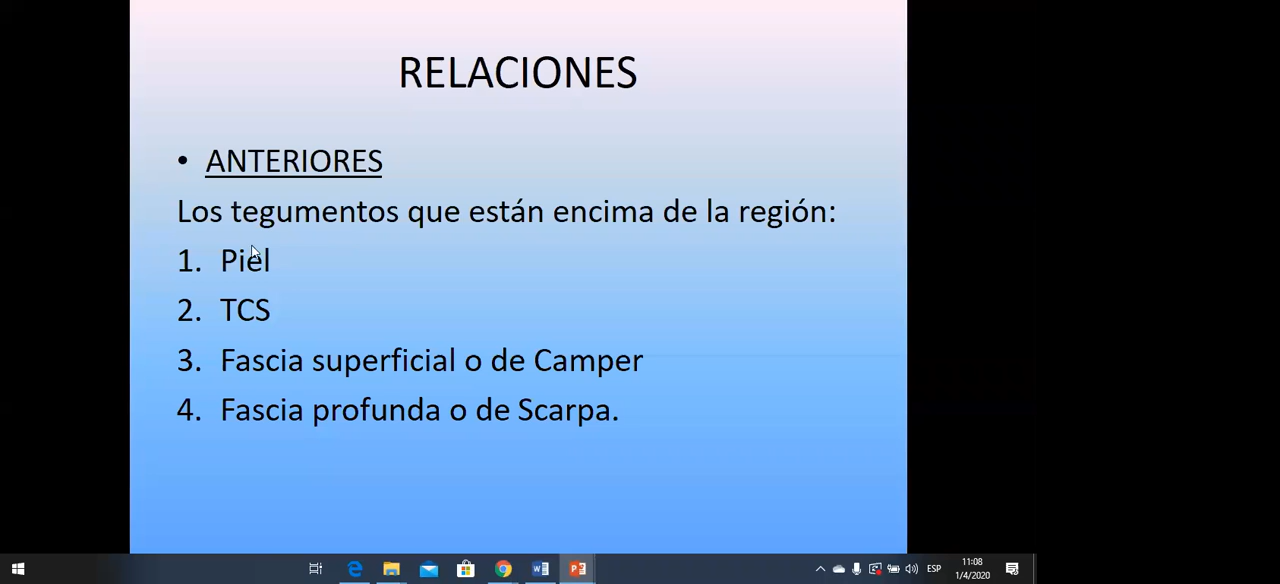 RELACIONES
• ANTERIORES
Los tegumentos que están encima de la región:
1. Piel
2. TCS
3. Fascia superficial o de Camper
4. Fascia profunda o de Scarpa.
ESP
11:08
1/4/2020